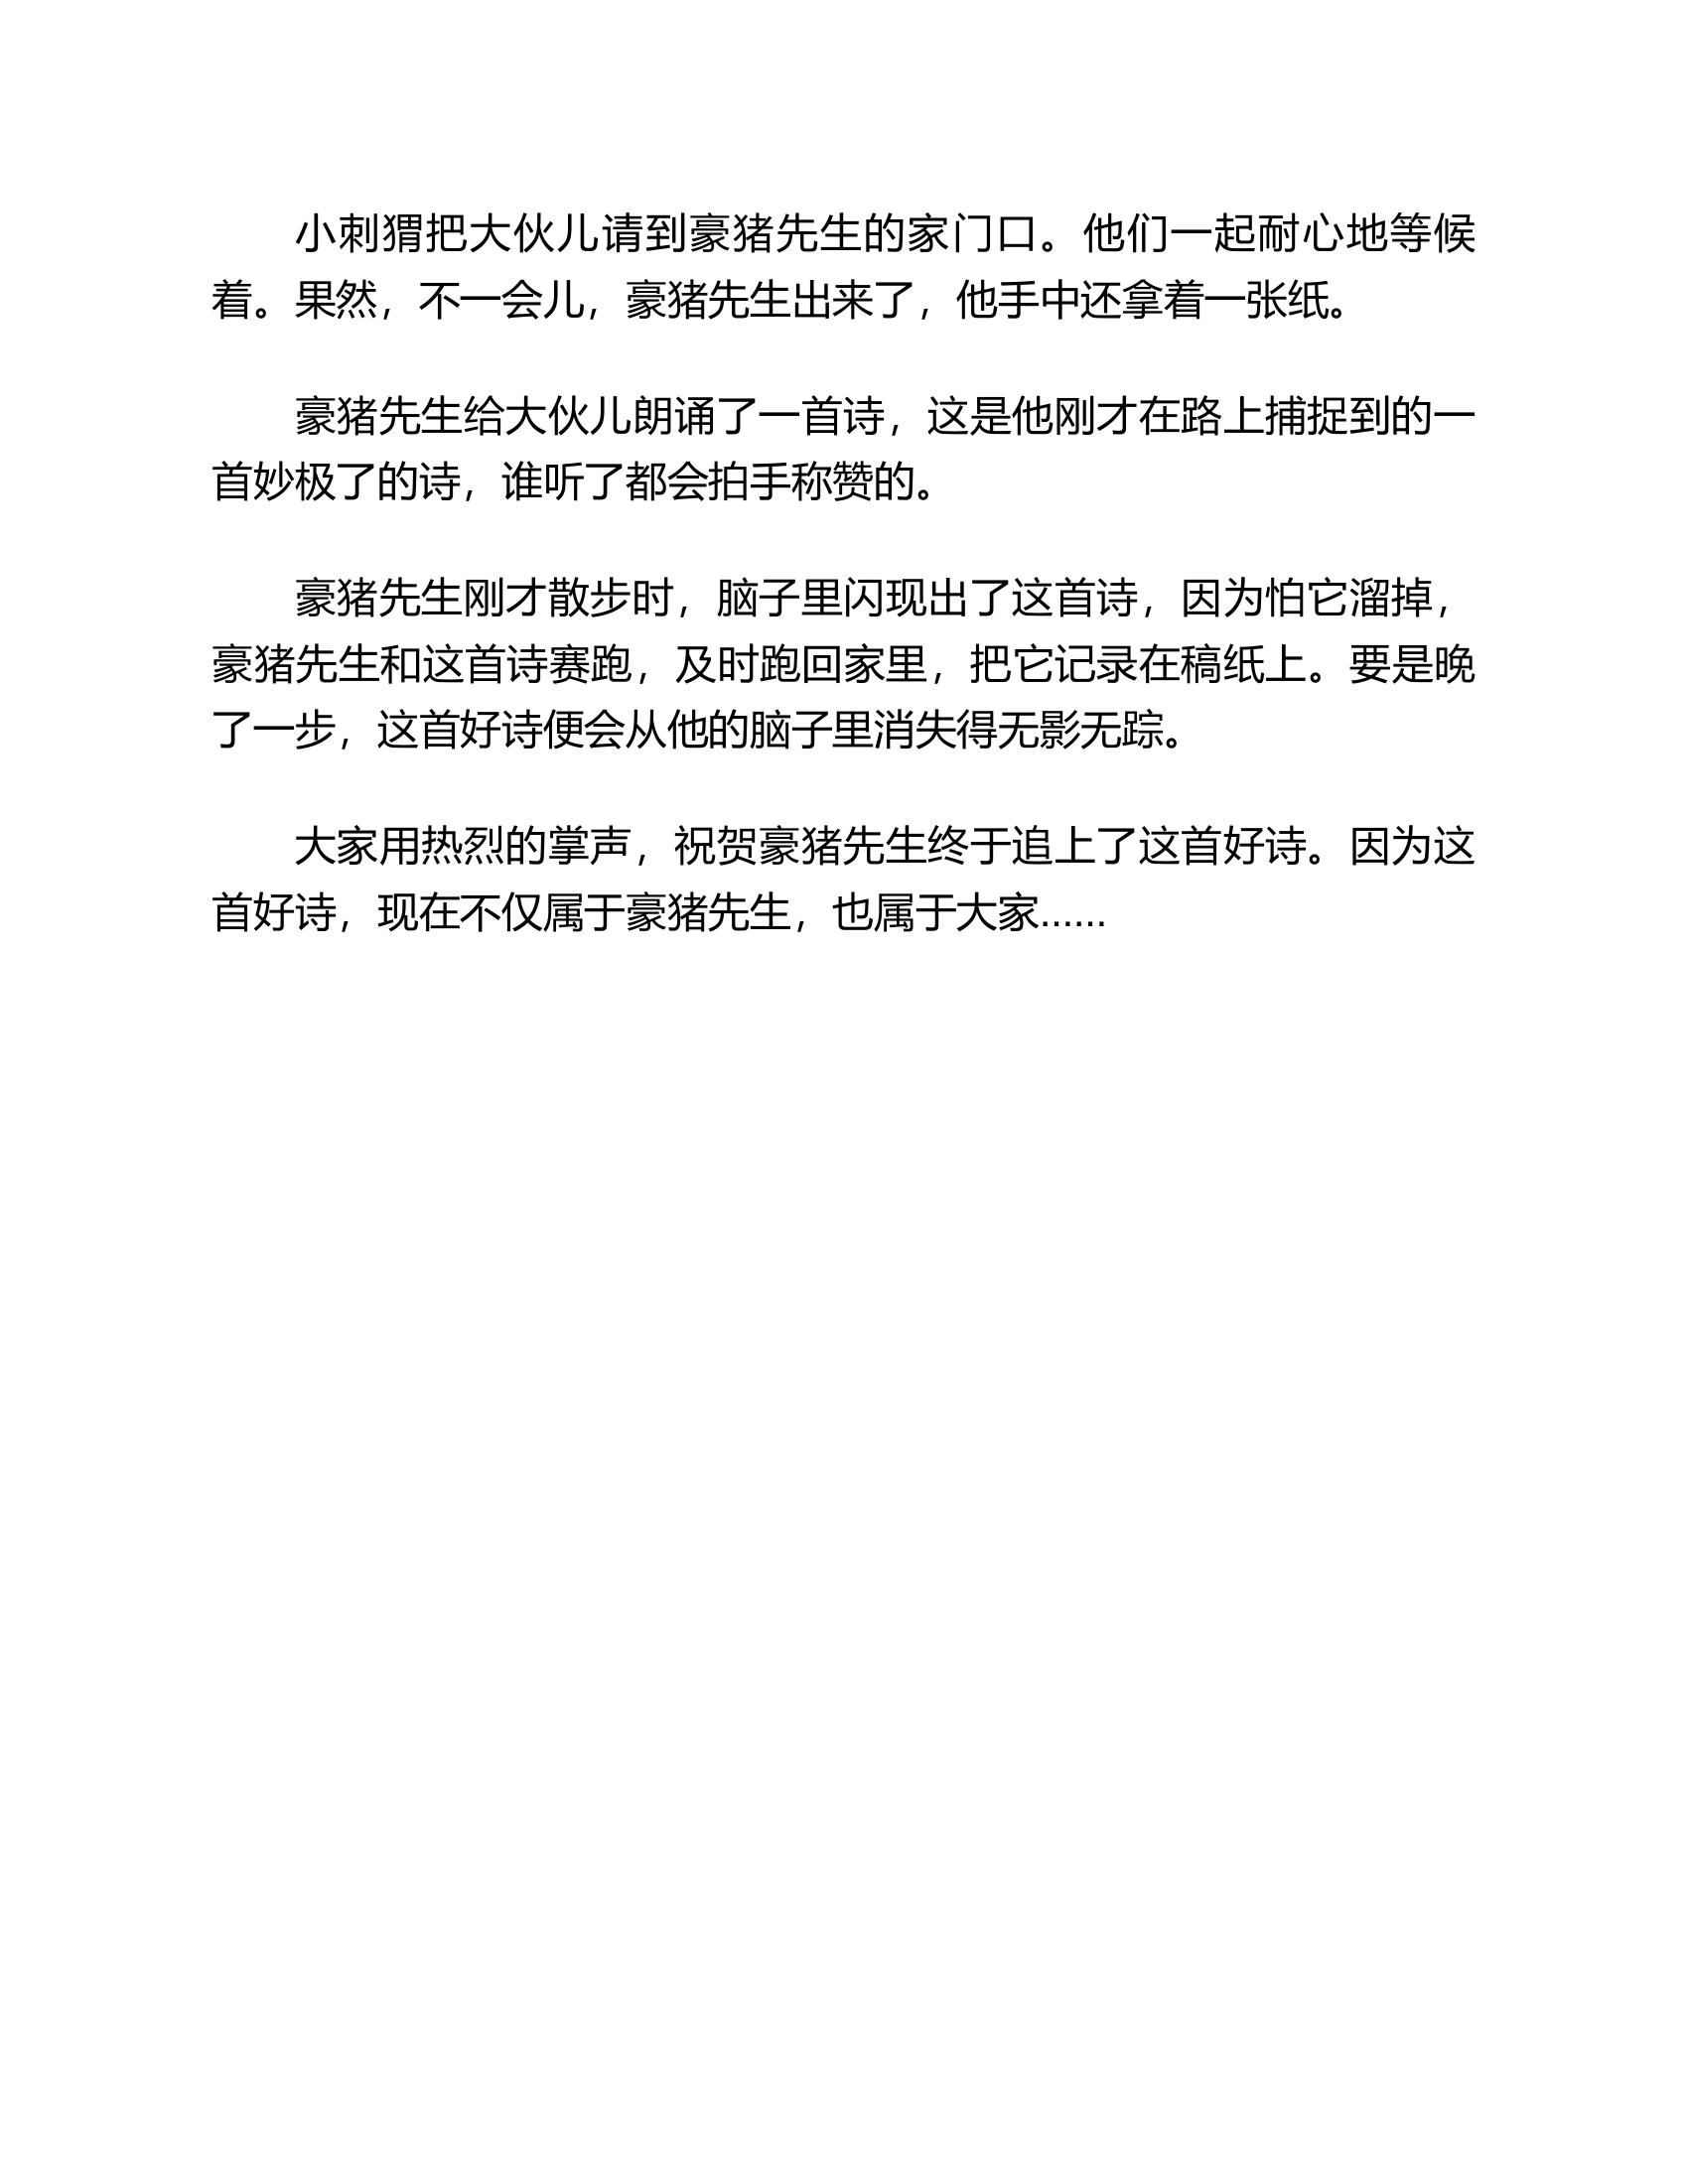 小刺猬把大伙儿请到豪猪先生的家门口。他们一起耐心地等候
着。果然，不一会儿，豪猪先生出来了，他手中还拿着一张纸。
豪猪先生给大伙儿朗诵了一首诗，这是他刚才在路上捕捉到的一
首妙极了的诗，谁听了都会拍手称赞的。
豪猪先生刚才散步时，脑子里闪现出了这首诗，因为怕它溜掉，
豪猪先生和这首诗赛跑，及时跑回家里，把它记录在稿纸上。要是晚
了一步，这首好诗便会从他的脑子里消失得无影无踪。
大家用热烈的掌声，祝贺豪猪先生终于追上了这首好诗。因为这
首好诗，现在不仅属于豪猪先生，也属于大家……